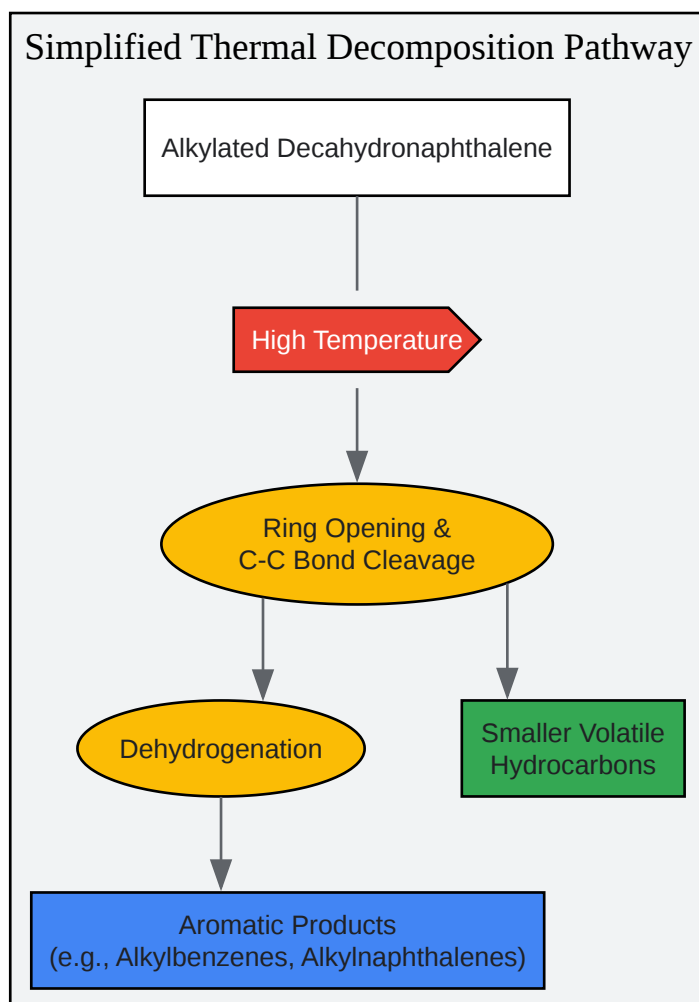 Simplified Thermal Decomposition Pathway
Alkylated Decahydronaphthalene
High Temperature
Ring Opening &
C-C Bond Cleavage
Dehydrogenation
Smaller Volatile
Hydrocarbons
Aromatic Products
(e.g., Alkylbenzenes, Alkylnaphthalenes)